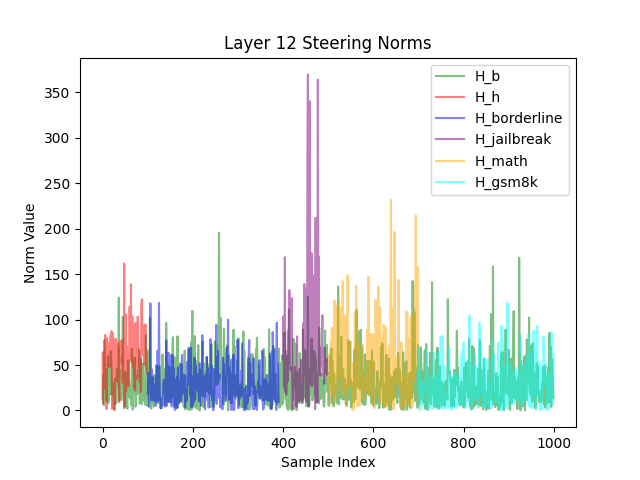 Layer 12 Steering Norms
350
300
250
200
150
100
50
0
Norm Value
H_b
H_h
H_borderline
H_jailbreak
H_math
H_gsm8k
0
200
400
600
800
1000
Sample Index